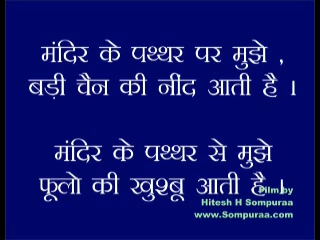 मंदिर के पथ्थर पर मुझे ,
बड़ी चैन की नींद आती है ।
मंदिर के पथ्थर से मुझे
फूलो की खुश्बू आती है ।
Film by
Hitesh H Sompuraa
www.Sompuraa.com